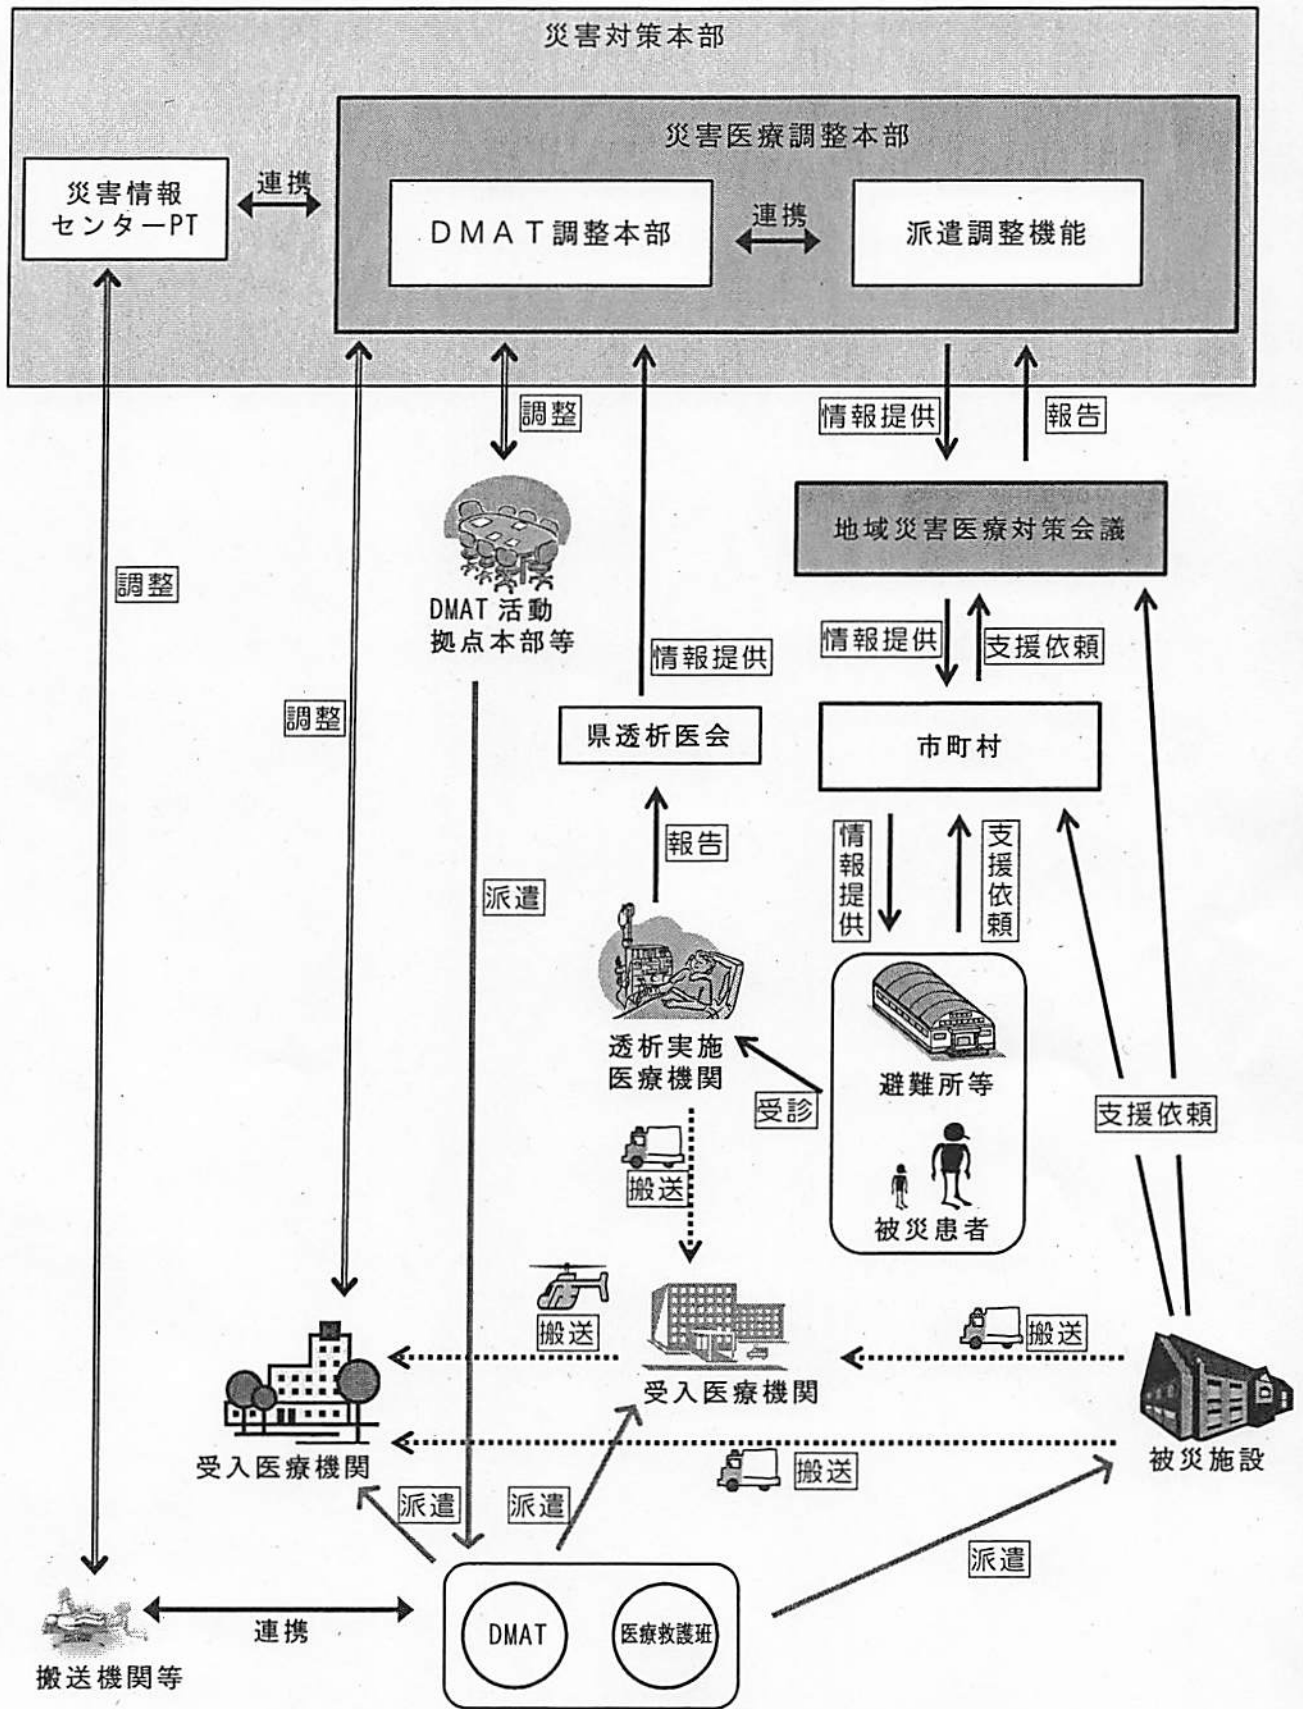 災害対策本部
災害医療調整本部
災害情報
センターPT
連携
DMAT調整本部
連携
派遣調整機能
調整
情報提供
報告
地域災害医療対策会議
調整
DMAT活動
拠点本部等
情報提供
情報提供
支援依頼
調整
県透析医会
市町村
報告
情報提供
支援依頼
派遣
透析実施
医療機関
避難所等
受診
支援依頼
搬送
被災患者
搬送
搬送
受入医療機関
受入医療機関
搬送
被災施設
派遣
派遣
派遣
連携
DMAT
医療救護班
搬送機関等